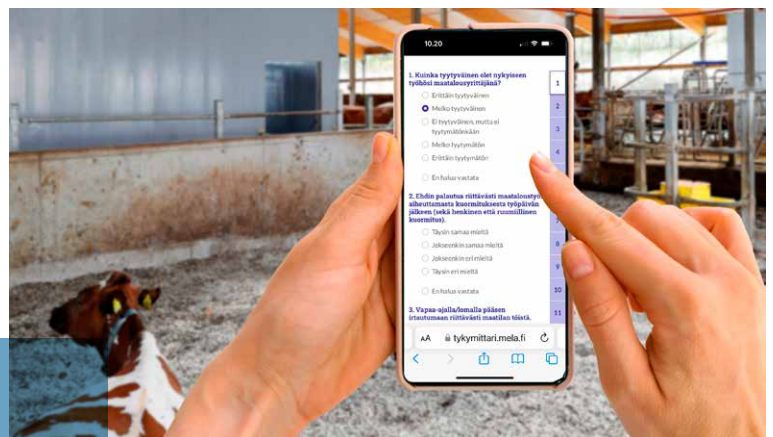 10.20
1. Kuinka tyytyväinen olet nykyiseen
työhösi maatalousyrittäjänä?
Erittäin tyytyväinen
Melko tyytyväinen
Ei tyytyväinen, mutta ei
tyytymätönkään
Melko tyytymätön
Erittäin tyytymätön
En halua vastata
2. Ehdin palautua riittävästi maataloustyö
aiheuttamasta kuormituksesta työpäivän
jälkeen (sekä henkinen että ruumiillinen
kuormitus).
Täysin samaa mieltä
Jokseenkin samaa mieltä
Jokseenkin eri mieltä
Täysin eri mieltä
En halua vastata
3. Vapaa-ajalla/lomalla pääsen
irtautumaan riittävästi maatilan töistä.
1
2
3
4
7
8
9
10
11
AA tykymittari.mela.fi